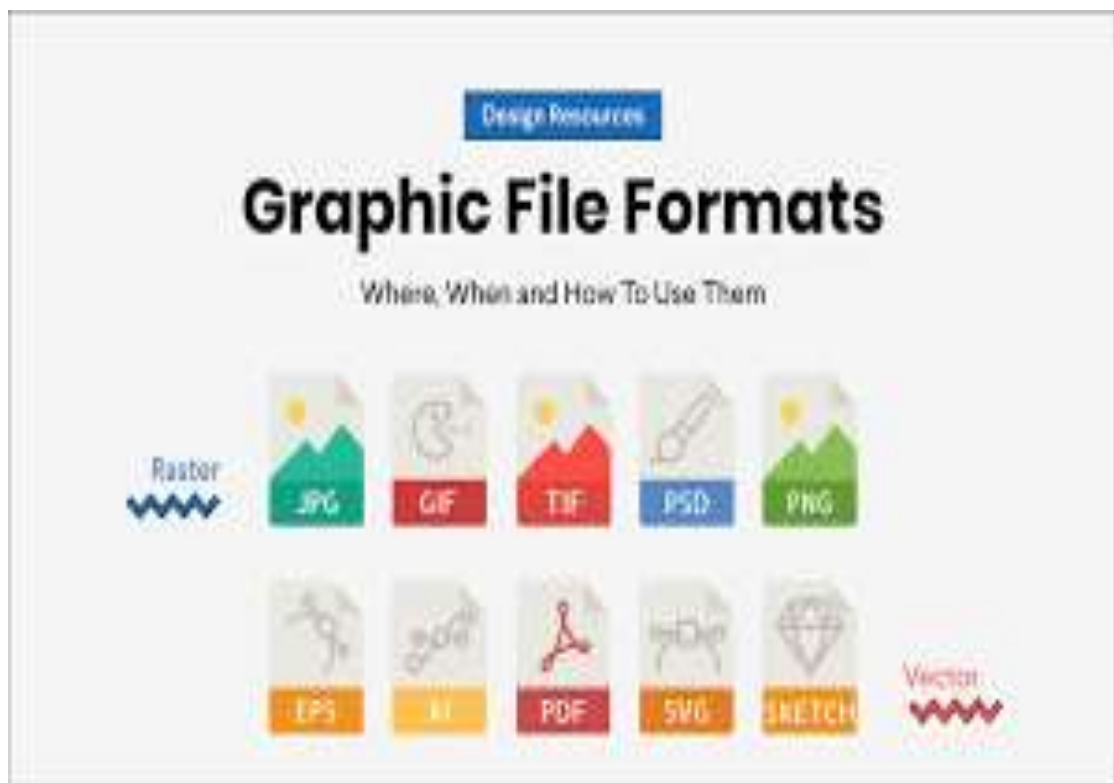 Design Resources
Graphic File Formats
Where, When and How To Use Them
Raster
JPG GIF TIF PSD PNG
EPS AI PDF SVG SKETCH
Vector